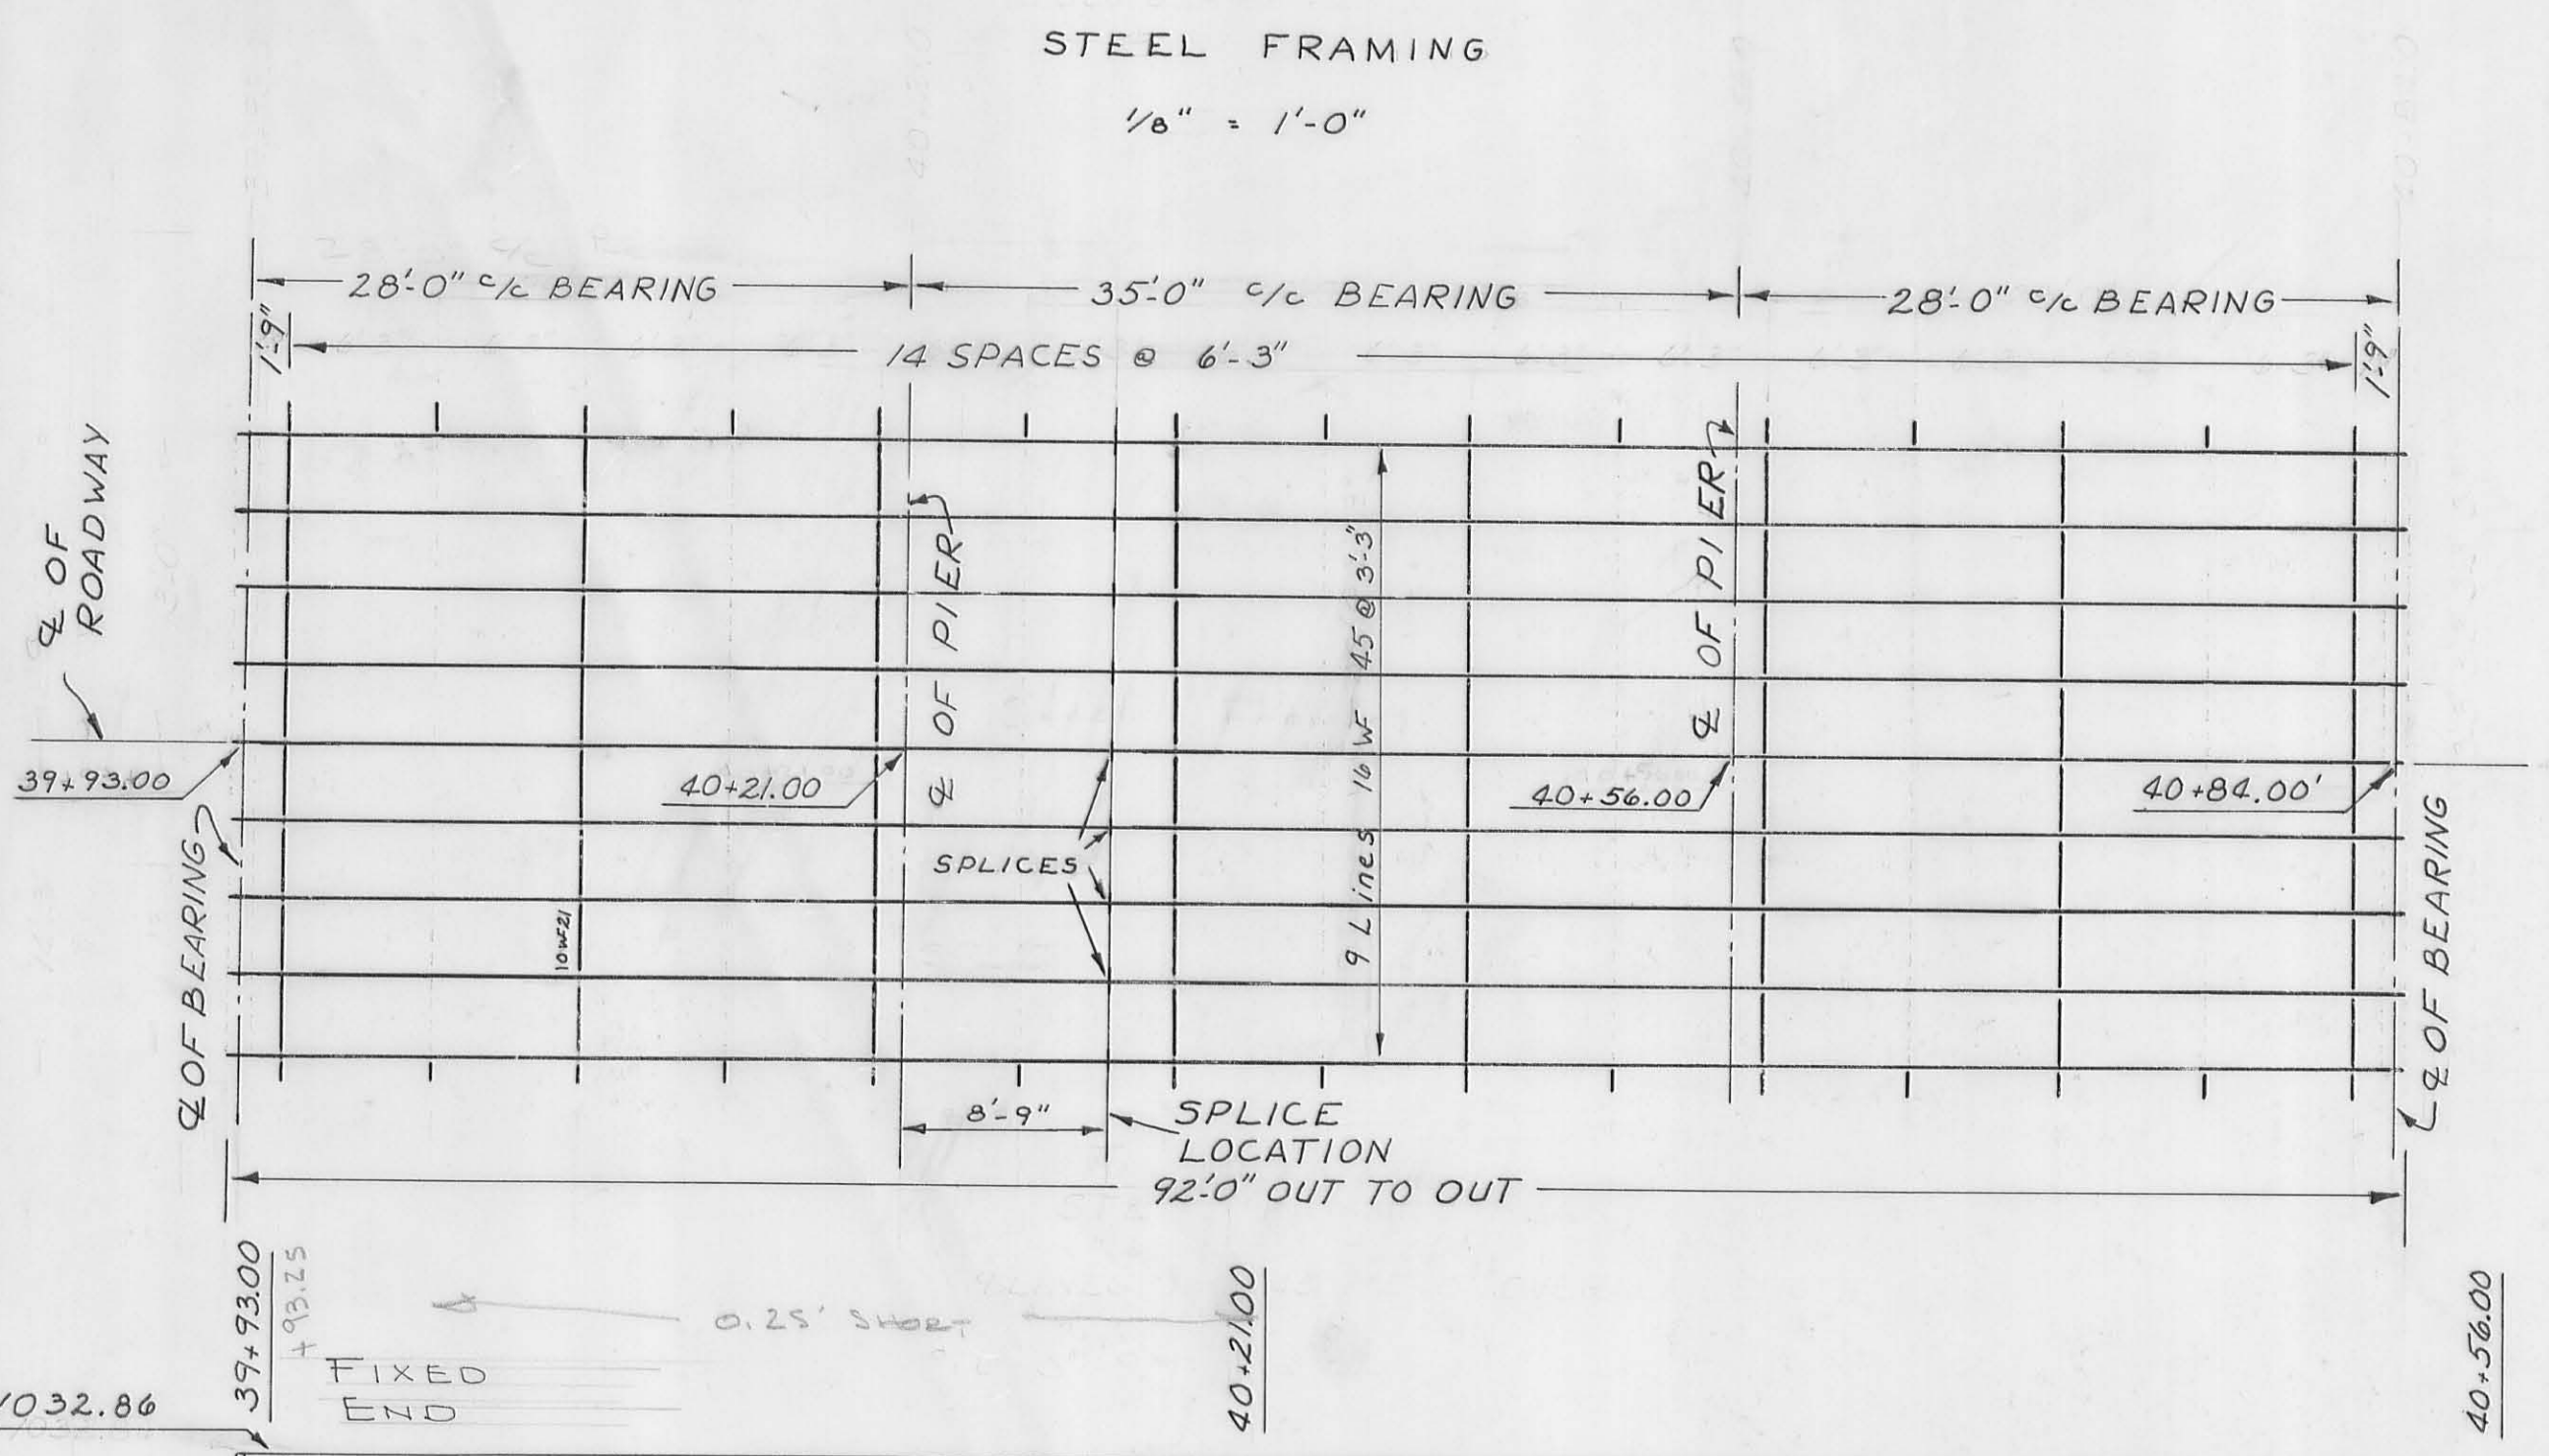 STEEL FRAMING
1/8" = 1'-0"
28'-0" c/c BEARING
35'-0" c/c BEARING
28'-0" c/c BEARING
1'-9"
14 SPACES @ 6'-3"
1'-9"
℄ OF
ROADWAY
℄ OF PIER
9 Lines 16 WF 45 @ 3'-3"
℄ OF PIER
39+93.00
40+21.00
40+56.00
40+84.00'
SPLICES
10WF21
℄ OF BEARING
℄ OF BEARING
8'-9"
SPLICE
LOCATION
92'-0" OUT TO OUT
39+93.00
+93.25
0.25' SHORT
40+21.00
40+56.00
FIXED
END
1032.86